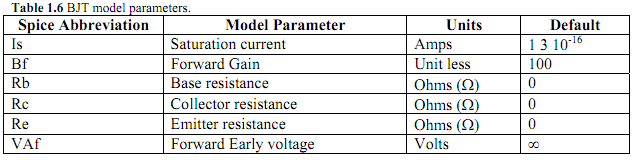 Table 1.6 BJT model parameters.
Spice Abbreviation Model Parameter Units Default
Is Saturation current Amps 1 3 10⁻¹⁶
Bf Forward Gain Unit less 100
Rb Base resistance Ohms (Ω) 0
Rc Collector resistance Ohms (Ω) 0
Re Emitter resistance Ohms (Ω) 0
VAf Forward Early voltage Volts ∞